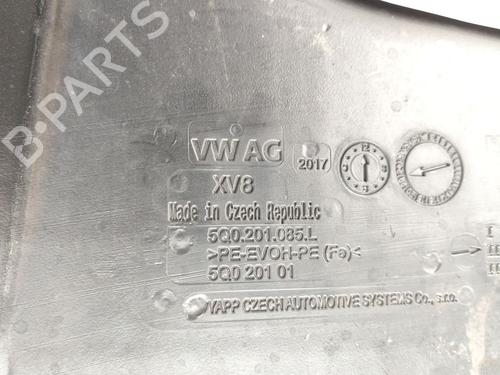 B-PARTS
VW AG
2017
12
XV8
Made in Czech Republic
5Q0.201.085.L
>PE-EVOH-PE (Fe)<
5Q0 201 01
YAPP CZECH AUTOMOTIVE SYSTEMS Co., s.r.o.